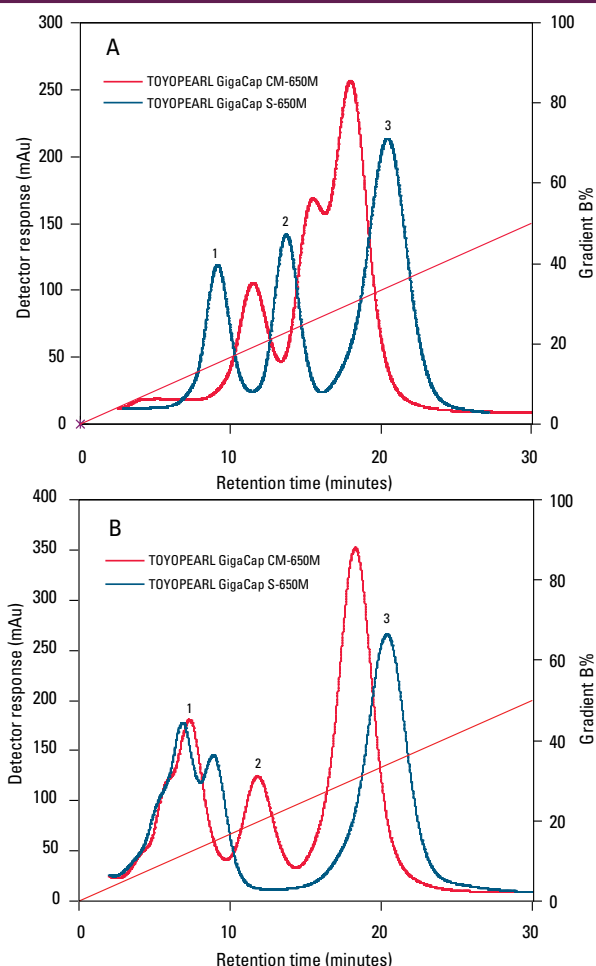 A
TOYOPEARL GigaCap CM-650M
TOYOPEARL GigaCap S-650M
300
250
200
150
100
50
0
Detector response (mAu)
100
80
60
40
20
0
Gradient B%
1
2
3
0 10 20 30
Retention time (minutes)
B
TOYOPEARL GigaCap CM-650M
TOYOPEARL GigaCap S-650M
400
350
300
250
200
150
100
50
0
Detector response (mAu)
100
80
60
40
20
0
Gradient B%
1
2
3
0 10 20 30
Retention time (minutes)